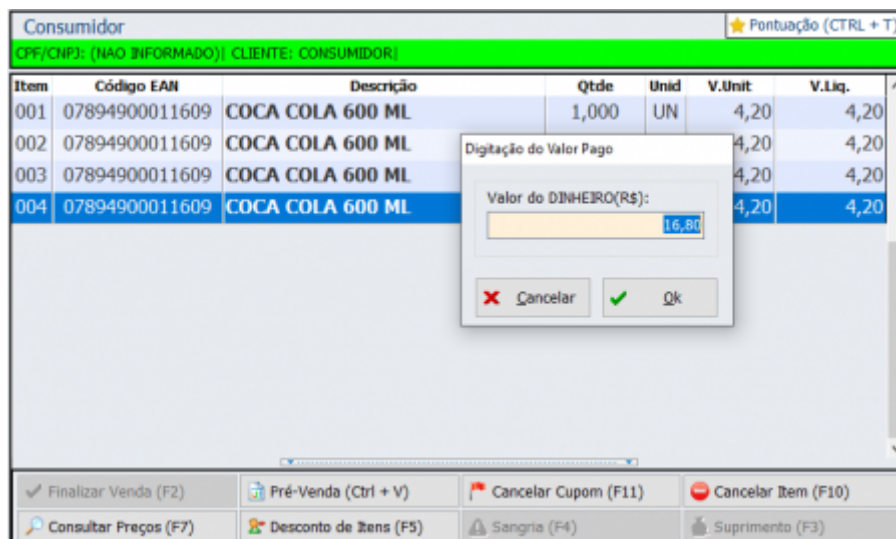 Consumidor Pontuação (CTRL + T)
CPF/CNPJ: (NAO INFORMADO)| CLIENTE: CONSUMIDOR|
Item Código EAN Descrição Qtde Unid V.Unit V.Liq.
001 07894900011609 COCA COLA 600 ML 1,000 UN 4,20 4,20
002 07894900011609 COCA COLA 600 ML 4,20 4,20
003 07894900011609 COCA COLA 600 ML 4,20 4,20
004 07894900011609 COCA COLA 600 ML 4,20 4,20
Digitação do Valor Pago
Valor do DINHEIRO(R$):
16,80
Cancelar Ok
Finalizar Venda (F2) Pré-Venda (Ctrl + V) Cancelar Cupom (F11) Cancelar Item (F10)
Consultar Preços (F7) Desconto de Itens (F5) Sangria (F4) Suprimento (F3)